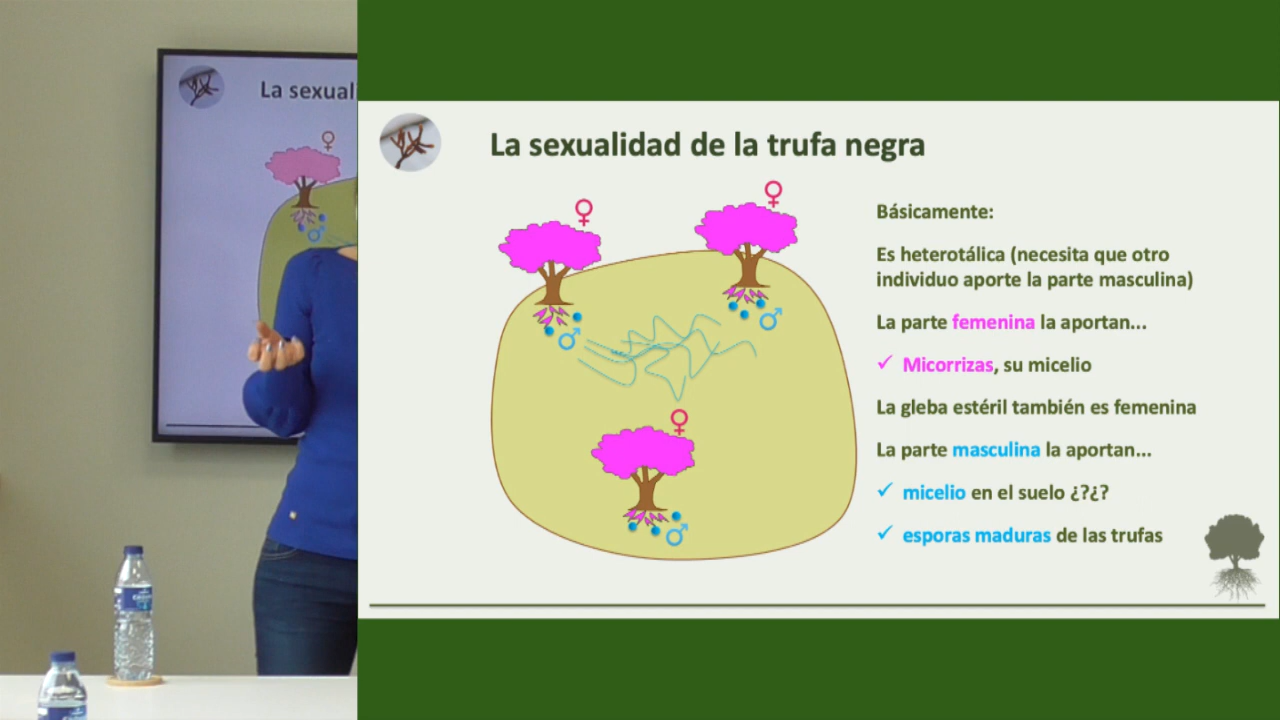 La sexual
La sexualidad de la trufa negra
Básicamente:
Es heterotálica (necesita que otro
individuo aporte la parte masculina)
La parte femenina la aportan...
✓ Micorrizas, su micelio
La gleba estéril también es femenina
La parte masculina la aportan...
✓ micelio en el suelo ¿?¿?
✓ esporas maduras de las trufas